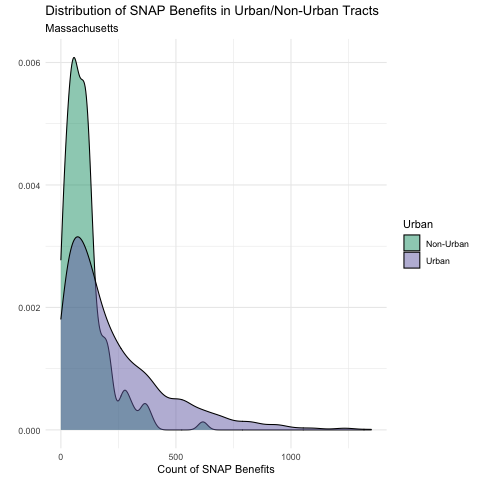 Distribution of SNAP Benefits in Urban/Non-Urban Tracts
Massachusetts
0.006
0.004
0.002
0.000
0 500 1000
Count of SNAP Benefits
Urban
Non-Urban
Urban